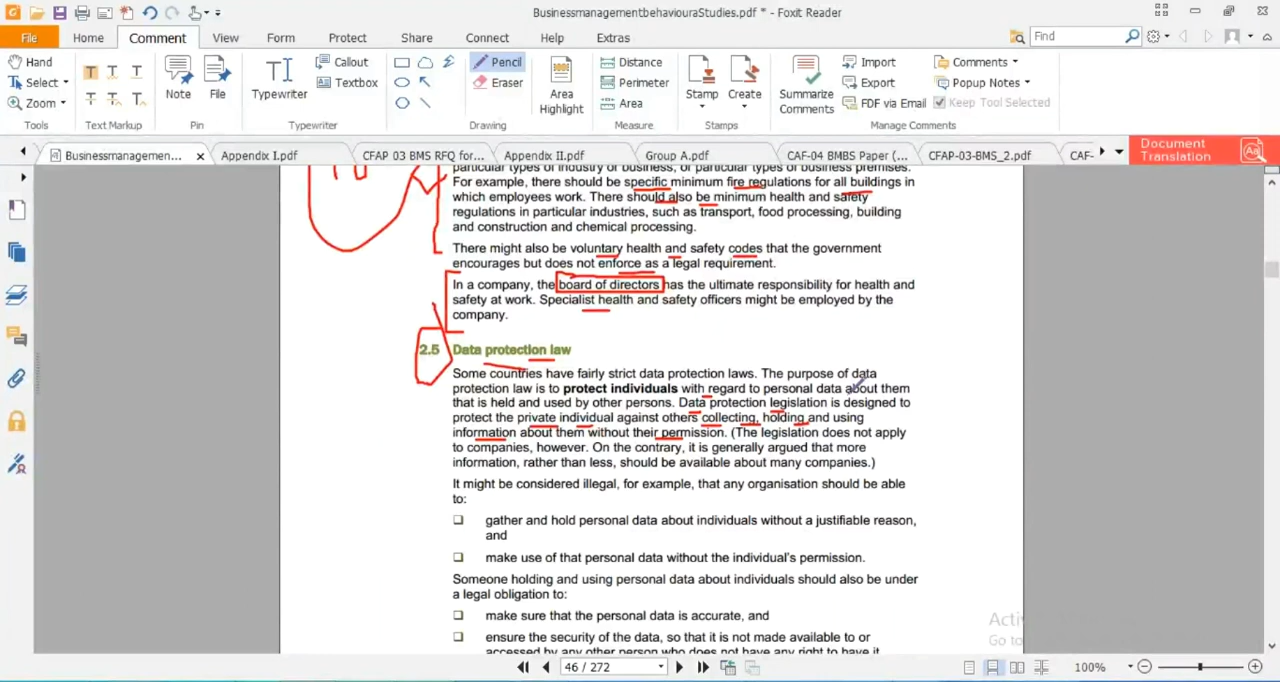 BusinessmanagementbehaviouraStudies.pdf * - Foxit Reader
File Home Comment View Form Protect Share Connect Help Extras Find
Hand
Select
Zoom
Tools
T T T
T T T
Text Markup
Note
File
Pin
Typewriter
Callout
Textbox
Typewriter
Pencil
Eraser
Drawing
Area
Highlight
Distance
Perimeter
Area
Measure
Stamp
Create
Stamps
Summarize
Comments
Import
Export
FDF via Email
Comments
Popup Notes
Keep Tool Selected
Manage Comments
Businessmanagemen... Appendix I.pdf CFAP 03 BMS RFQ for... Appendix II.pdf Group A.pdf CAF-04 BMBS Paper (... CFAP-03-BMS_2.pdf CAF-
Document
Translation
particular types of industry or business, or particular types of business premises.
For example, there should be specific minimum fire regulations for all buildings in
which employees work. There should also be minimum health and safety
regulations in particular industries, such as transport, food processing, building
and construction and chemical processing.
There might also be voluntary health and safety codes that the government
encourages but does not enforce as a legal requirement.
In a company, the board of directors has the ultimate responsibility for health and
safety at work. Specialist health and safety officers might be employed by the
company.
2.5 Data protection law
Some countries have fairly strict data protection laws. The purpose of data
protection law is to protect individuals with regard to personal data about them
that is held and used by other persons. Data protection legislation is designed to
protect the private individual against others collecting, holding and using
information about them without their permission. (The legislation does not apply
to companies, however. On the contrary, it is generally argued that more
information, rather than less, should be available about many companies.)
It might be considered illegal, for example, that any organisation should be able
to:
gather and hold personal data about individuals without a justifiable reason,
and
make use of that personal data without the individual's permission.
Someone holding and using personal data about individuals should also be under
a legal obligation to:
make sure that the personal data is accurate, and
ensure the security of the data, so that it is not made available to or
accessed by any other person who does not have any right to have it
Go to
46 / 272
100%